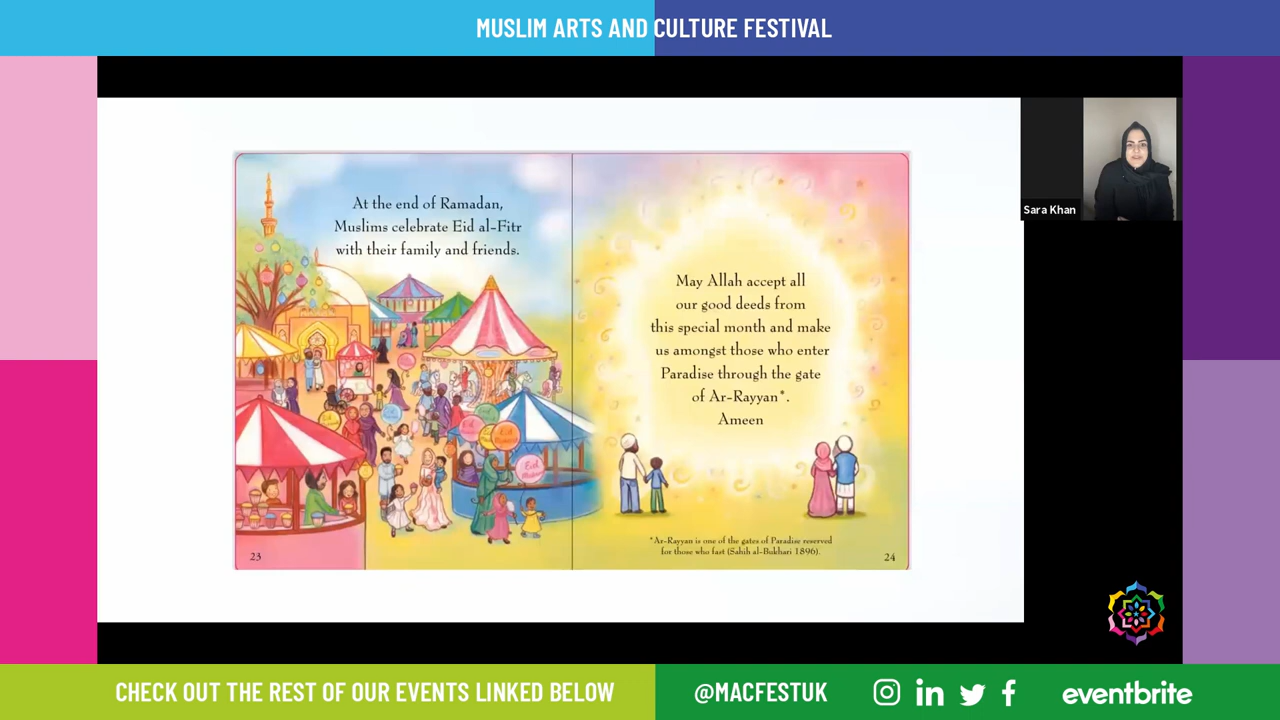 MUSLIM ARTS AND CULTURE FESTIVAL
At the end of Ramadan,
Muslims celebrate Eid al-Fitr
with their family and friends.
23
May Allah accept all
our good deeds from
this special month and make
us amongst those who enter
Paradise through the gate
of Ar-Rayyan*.
Ameen
*Ar-Rayyan is one of the gates of Paradise reserved
for those who fast (Sahih al-Bukhari 1896).
24
Eid
Sara Khan
CHECK OUT THE REST OF OUR EVENTS LINKED BELOW
@MACFESTUK
eventbrite